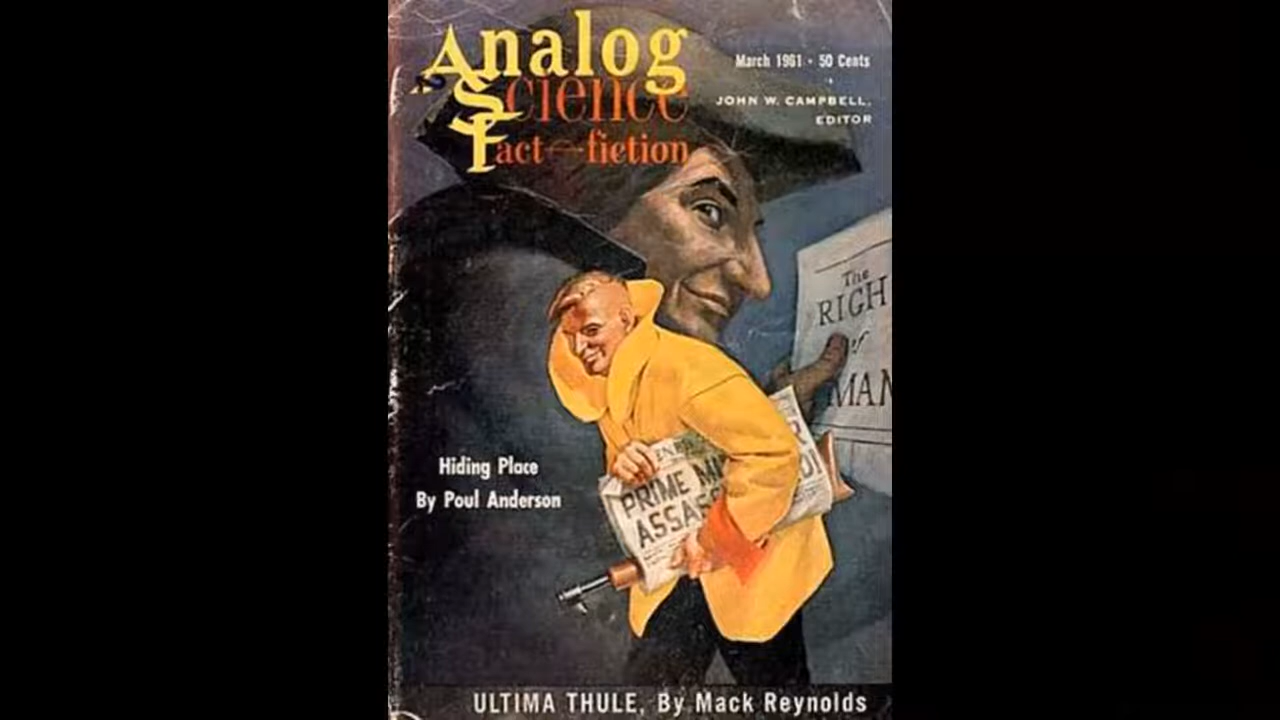 Analog
Science
Fact—fiction
March 1961 · 50 Cents
JOHN W. CAMPBELL,
EDITOR
The
RIGH
of
MAN
Hiding Place
By Poul Anderson
PRIME MI
ASSAS
ULTIMA THULE, By Mack Reynolds